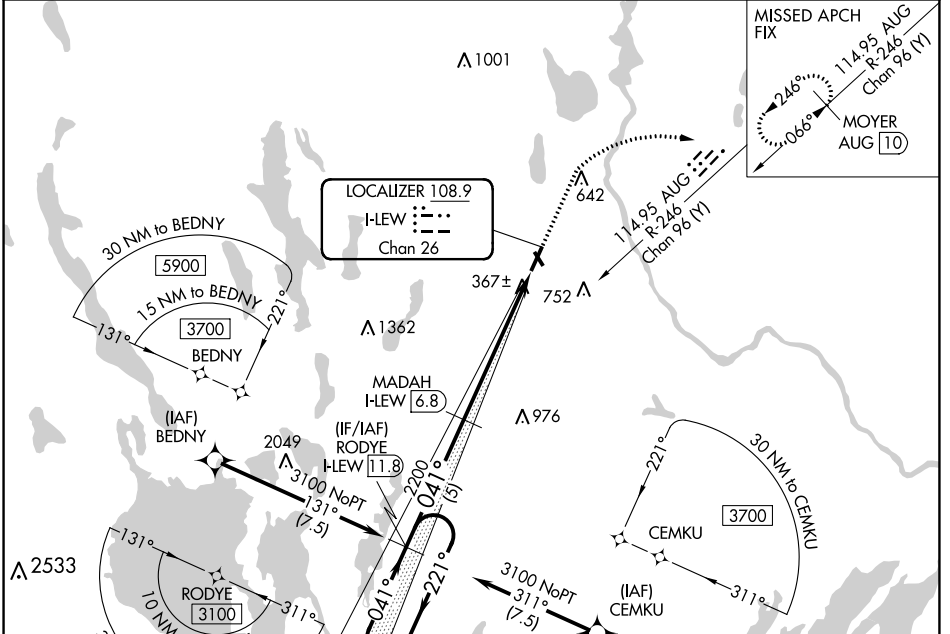 MISSED APCH
FIX
114.95 AUG
R-246
Chan 96 (Y)
246°
066°
MOYER
AUG 10
1001
LOCALIZER 108.9
I-LEW
Chan 26
642
114.95 AUG
R-246
Chan 96 (Y)
30 NM to BEDNY
5900
15 NM to BEDNY
3700
221°
131°
BEDNY
367±
752
1362
MADAH
I-LEW 6.8
976
(IAF)
BEDNY
2049
(IF/IAF)
RODYE
I-LEW 11.8
3100 NoPT
131°
(7.5)
2200
041°
(5)
30 NM to CEMKU
221°
3700
CEMKU
311°
131°
2533
RODYE
3100
311°
10 NM
041°
221°
3100 NoPT
311°
(7.5)
(IAF)
CEMKU